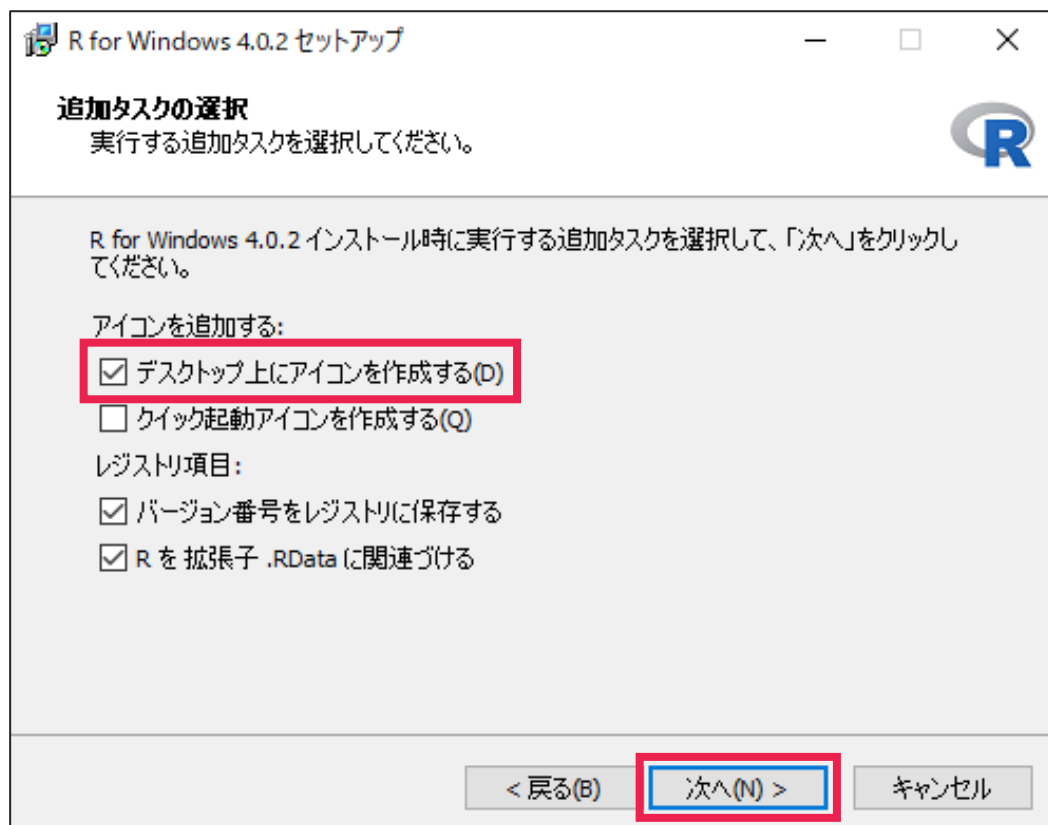 R for Windows 4.0.2 セットアップ
追加タスクの選択
実行する追加タスクを選択してください。
R
R for Windows 4.0.2 インストール時に実行する追加タスクを選択して、「次へ」をクリックし
てください。
アイコンを追加する:
デスクトップ上にアイコンを作成する(D)
クイック起動アイコンを作成する(Q)
レジストリ項目:
バージョン番号をレジストリに保存する
R を 拡張子 .RData に関連づける
< 戻る(B)
次へ(N) >
キャンセル